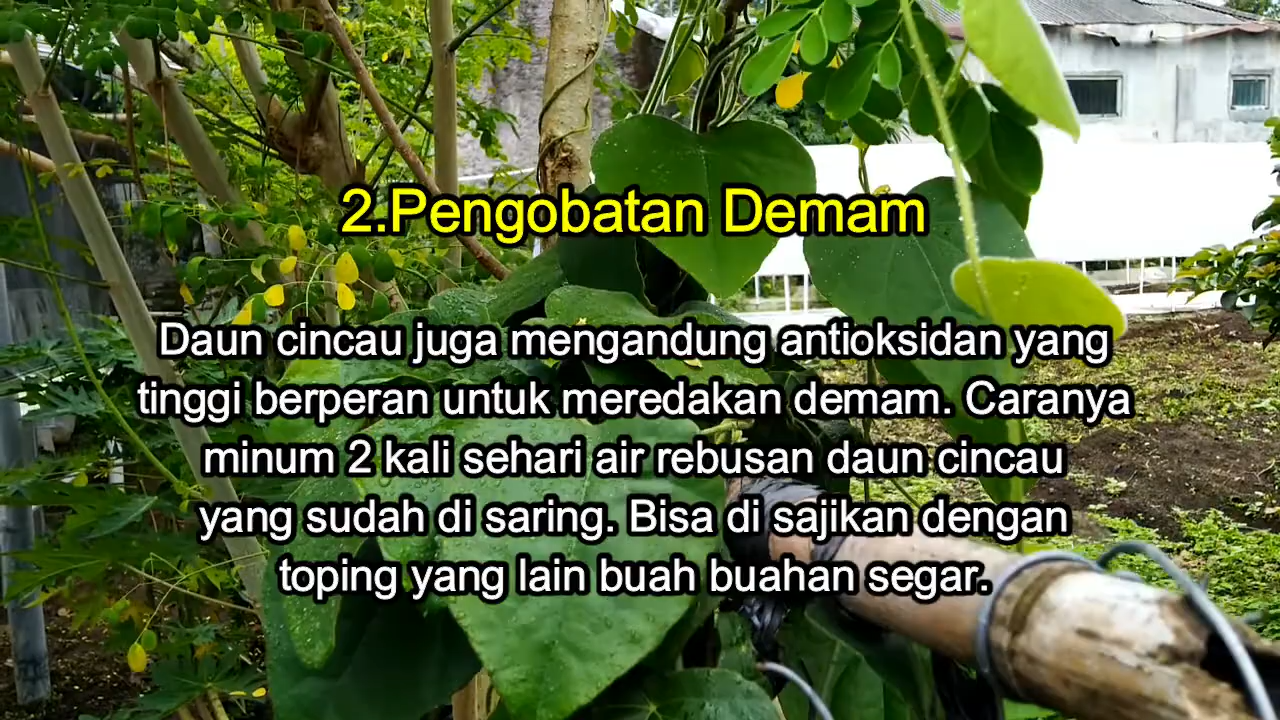 2.Pengobatan Demam
Daun cincau juga mengandung antioksidan yang
tinggi berperan untuk meredakan demam. Caranya
minum 2 kali sehari air rebusan daun cincau
yang sudah di saring. Bisa di sajikan dengan
toping yang lain buah buahan segar.